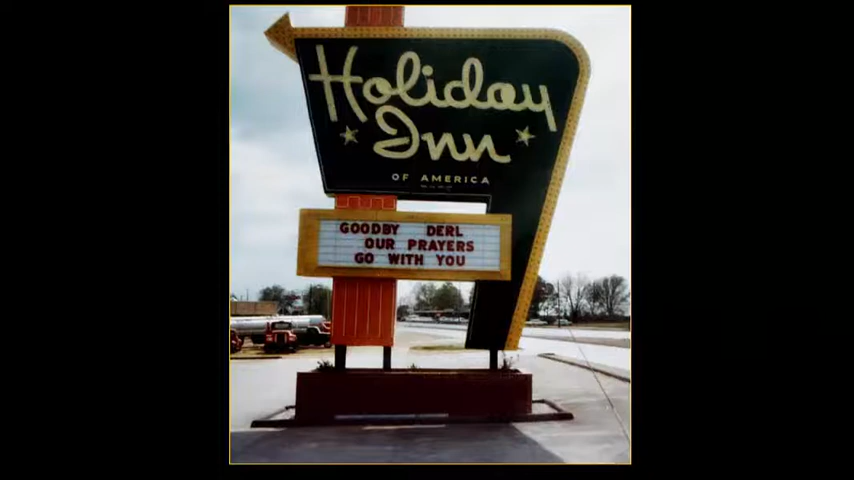 Holiday
Inn
OF AMERICA
GOODBY DERL
OUR PRAYERS
GO WITH YOU